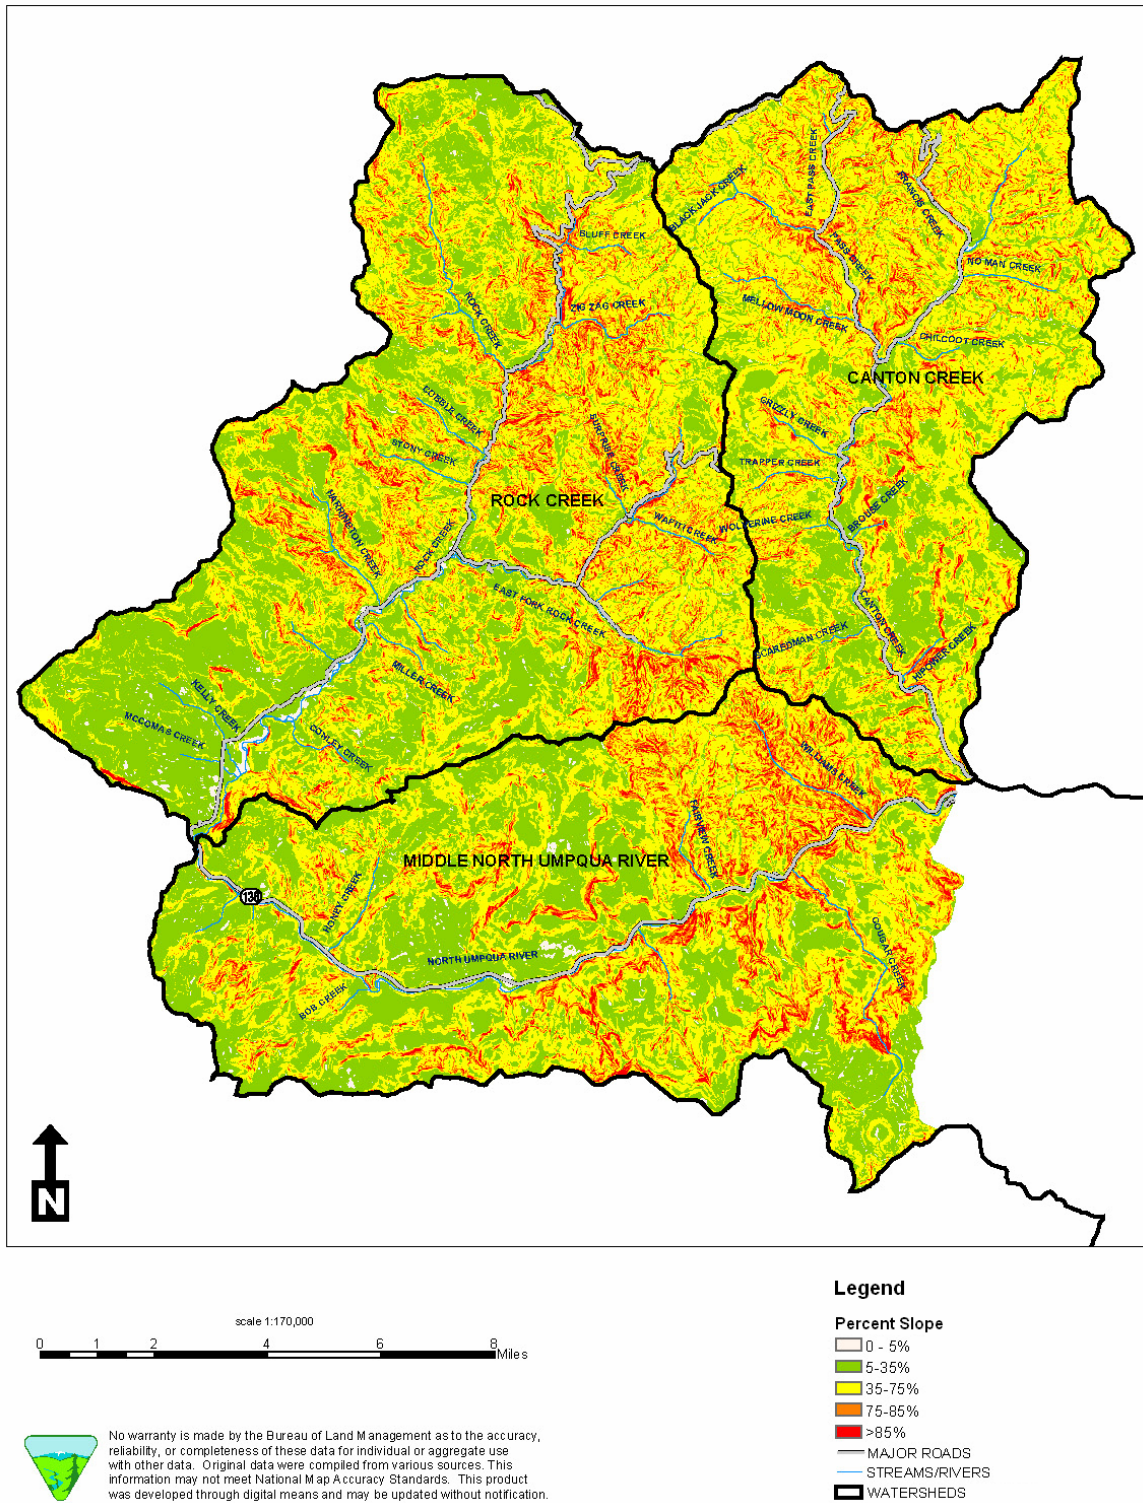 EAST PASS CREEK
FRANCIS CREEK
BLACKJACK CREEK
BLUFF CREEK
PASS CREEK
NO MAN CREEK
ROCK CREEK
ZIG ZAG CREEK
MELLOW MOON CREEK
CHILCOOT CREEK
CANTON CREEK
COBBLE CREEK
GRIZZLY CREEK
STONY CREEK
SURPRISE CREEK
TRAPPER CREEK
HARRINGTON CREEK
ROCK CREEK
BROUSE CREEK
WAPITI CREEK
WOLVERINE CREEK
ROCK CREEK
EAST FORK ROCK CREEK
CANTON CREEK
SCAREDMAN CREEK
HIPOWER CREEK
MILLER CREEK
KELLY CREEK
MCCOMAS CREEK
CONLEY CREEK
WILLIAMS CREEK
FAIRVIEW CREEK
MIDDLE NORTH UMPQUA RIVER
138
HONEY CREEK
COUGAR CREEK
NORTH UMPQUA RIVER
BOB CREEK
N
scale 1:170,000
0 1 2 4 6 8
Miles
No warranty is made by the Bureau of Land Management as to the accuracy,
reliability, or completeness of these data for individual or aggregate use
with other data. Original data were compiled from various sources. This
information may not meet National Map Accuracy Standards. This product
was developed through digital means and may be updated without notification.
Legend
Percent Slope
0 - 5%
5-35%
35-75%
75-85%
>85%
MAJOR ROADS
STREAMS/RIVERS
WATERSHEDS